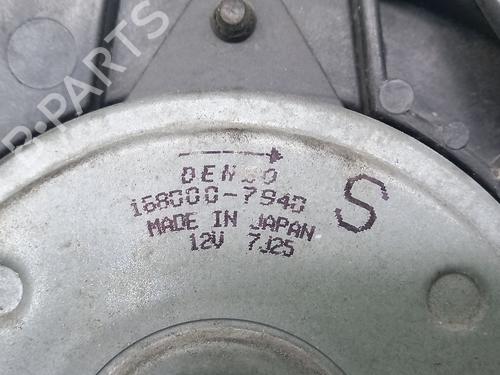 DENSO
168000-7940
S
MADE IN JAPAN
12V 7J25